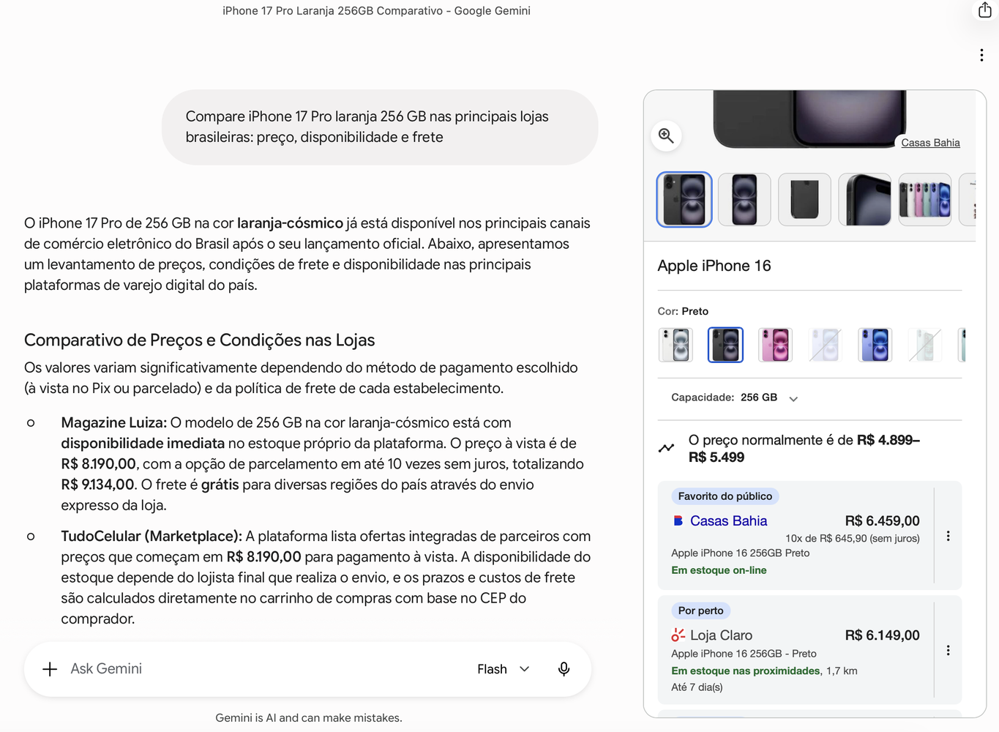 iPhone 17 Pro Laranja 256GB Comparativo - Google Gemini
Compare iPhone 17 Pro laranja 256 GB nas principais lojas
brasileiras: preço, disponibilidade e frete
O iPhone 17 Pro de 256 GB na cor laranja-cósmico já está disponível nos principais canais
de comércio eletrônico do Brasil após o seu lançamento oficial. Abaixo, apresentamos
um levantamento de preços, condições de frete e disponibilidade nas principais
plataformas de varejo digital do país.
Comparativo de Preços e Condições nas Lojas
Os valores variam significativamente dependendo do método de pagamento escolhido
(à vista no Pix ou parcelado) e da política de frete de cada estabelecimento.
Magazine Luiza: O modelo de 256 GB na cor laranja-cósmico está com
disponibilidade imediata no estoque próprio da plataforma. O preço à vista é de
R$ 8.190,00, com a opção de parcelamento em até 10 vezes sem juros, totalizando
R$ 9.134,00. O frete é grátis para diversas regiões do país através do envio
expresso da loja.
TudoCelular (Marketplace): A plataforma lista ofertas integradas de parceiros com
preços que começam em R$ 8.190,00 para pagamento à vista. A disponibilidade do
estoque depende do lojista final que realiza o envio, e os prazos e custos de frete
são calculados diretamente no carrinho de compras com base no CEP do
comprador.
Ask Gemini
Flash
Gemini is AI and can make mistakes.
Casas Bahia
Apple iPhone 16
Cor: Preto
Capacidade: 256 GB
O preço normalmente é de R$ 4.899–
R$ 5.499
Favorito do público
Casas Bahia R$ 6.459,00
10x de R$ 645,90 (sem juros)
Apple iPhone 16 256GB Preto
Em estoque on-line
Por perto
Loja Claro R$ 6.149,00
Apple iPhone 16 256GB - Preto
Em estoque nas proximidades, 1,7 km
Até 7 dia(s)